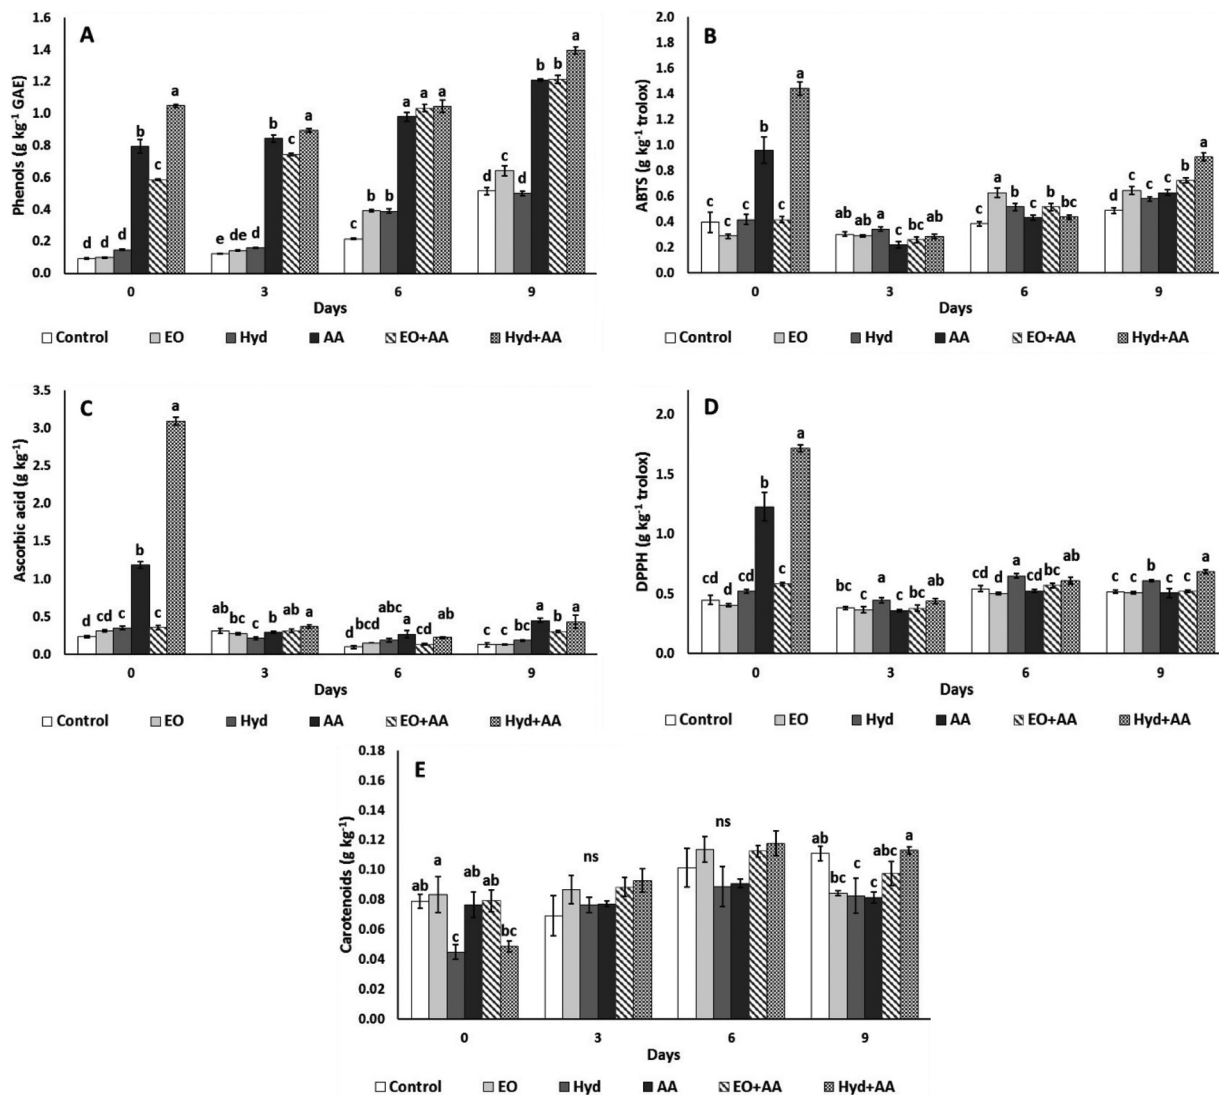 A
Phenols (g kg-1 GAE)
1.6
1.4
1.2
1.0
0.8
0.6
0.4
0.2
0.0
d d d b c a
e de d b c a
c b b a a a
d c d b b a
0 3 6 9
Days
Control EO Hyd AA EO+AA Hyd+AA
B
ABTS (g kg-1 trolox)
2.0
1.8
1.6
1.4
1.2
1.0
0.8
0.6
0.4
0.2
0.0
c c c b c a
ab ab a c bc ab
c a b c b bc
d c c c b a
0 3 6 9
Days
Control EO Hyd AA EO+AA Hyd+AA
C
Ascorbic acid (g kg-1)
3.5
3.0
2.5
2.0
1.5
1.0
0.5
0.0
d cd c b c a
ab bc c b ab a
d bcd abc a cd ab
c c bc a b a
0 3 6 9
Days
Control EO Hyd AA EO+AA Hyd+AA
D
DPPH (g kg-1 trolox)
2.0
1.5
1.0
0.5
0.0
cd d cd b c a
bc c a c c ab
cd d a cd bc ab
c c b c c a
0 3 6 9
Days
Control EO Hyd AA EO+AA Hyd+AA
E
Carotenoids (g kg-1)
0.18
0.16
0.14
0.12
0.10
0.08
0.06
0.04
0.02
0.00
ab a c ab ab bc
ns
ns
ab bc c c abc a
0 3 6 9
Days
Control EO Hyd AA EO+AA Hyd+AA